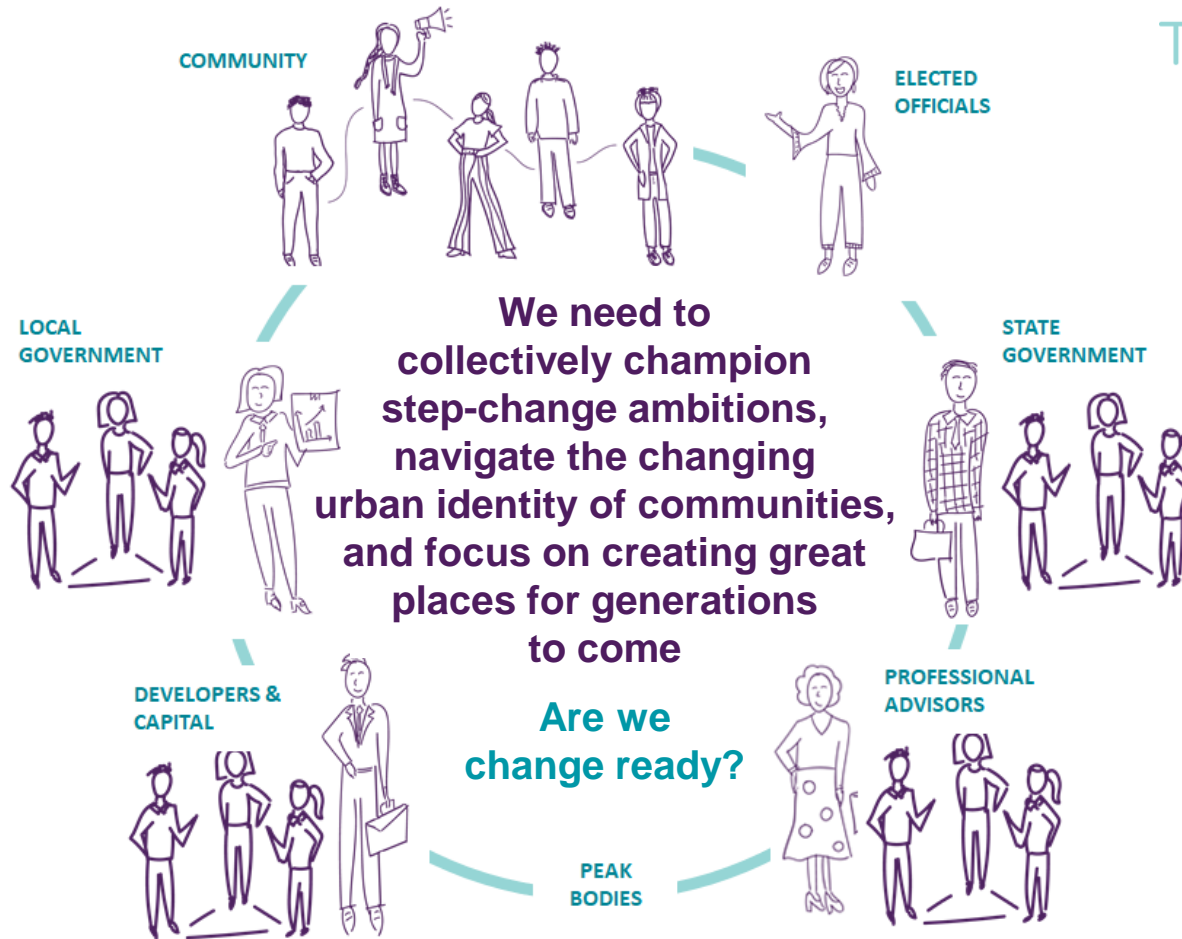 COMMUNITY
ELECTED
OFFICIALS
LOCAL
GOVERNMENT
STATE
GOVERNMENT
We need to
collectively champion
step-change ambitions,
navigate the changing
urban identity of communities,
and focus on creating great
places for generations
to come
Are we
change ready?
DEVELOPERS &
CAPITAL
PROFESSIONAL
ADVISORS
PEAK
BODIES